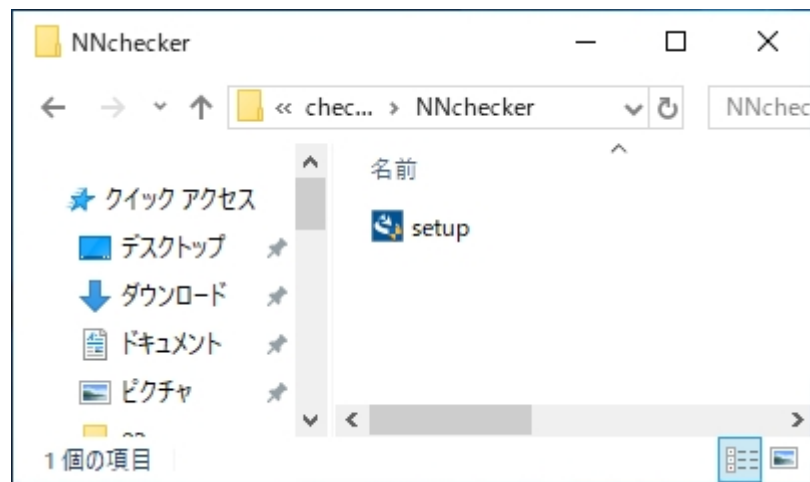 NNchecker
« chec... › NNchecker
NNchec
クイック アクセス
デスクトップ
ダウンロード
ドキュメント
ピクチャ
名前
setup
1 個の項目